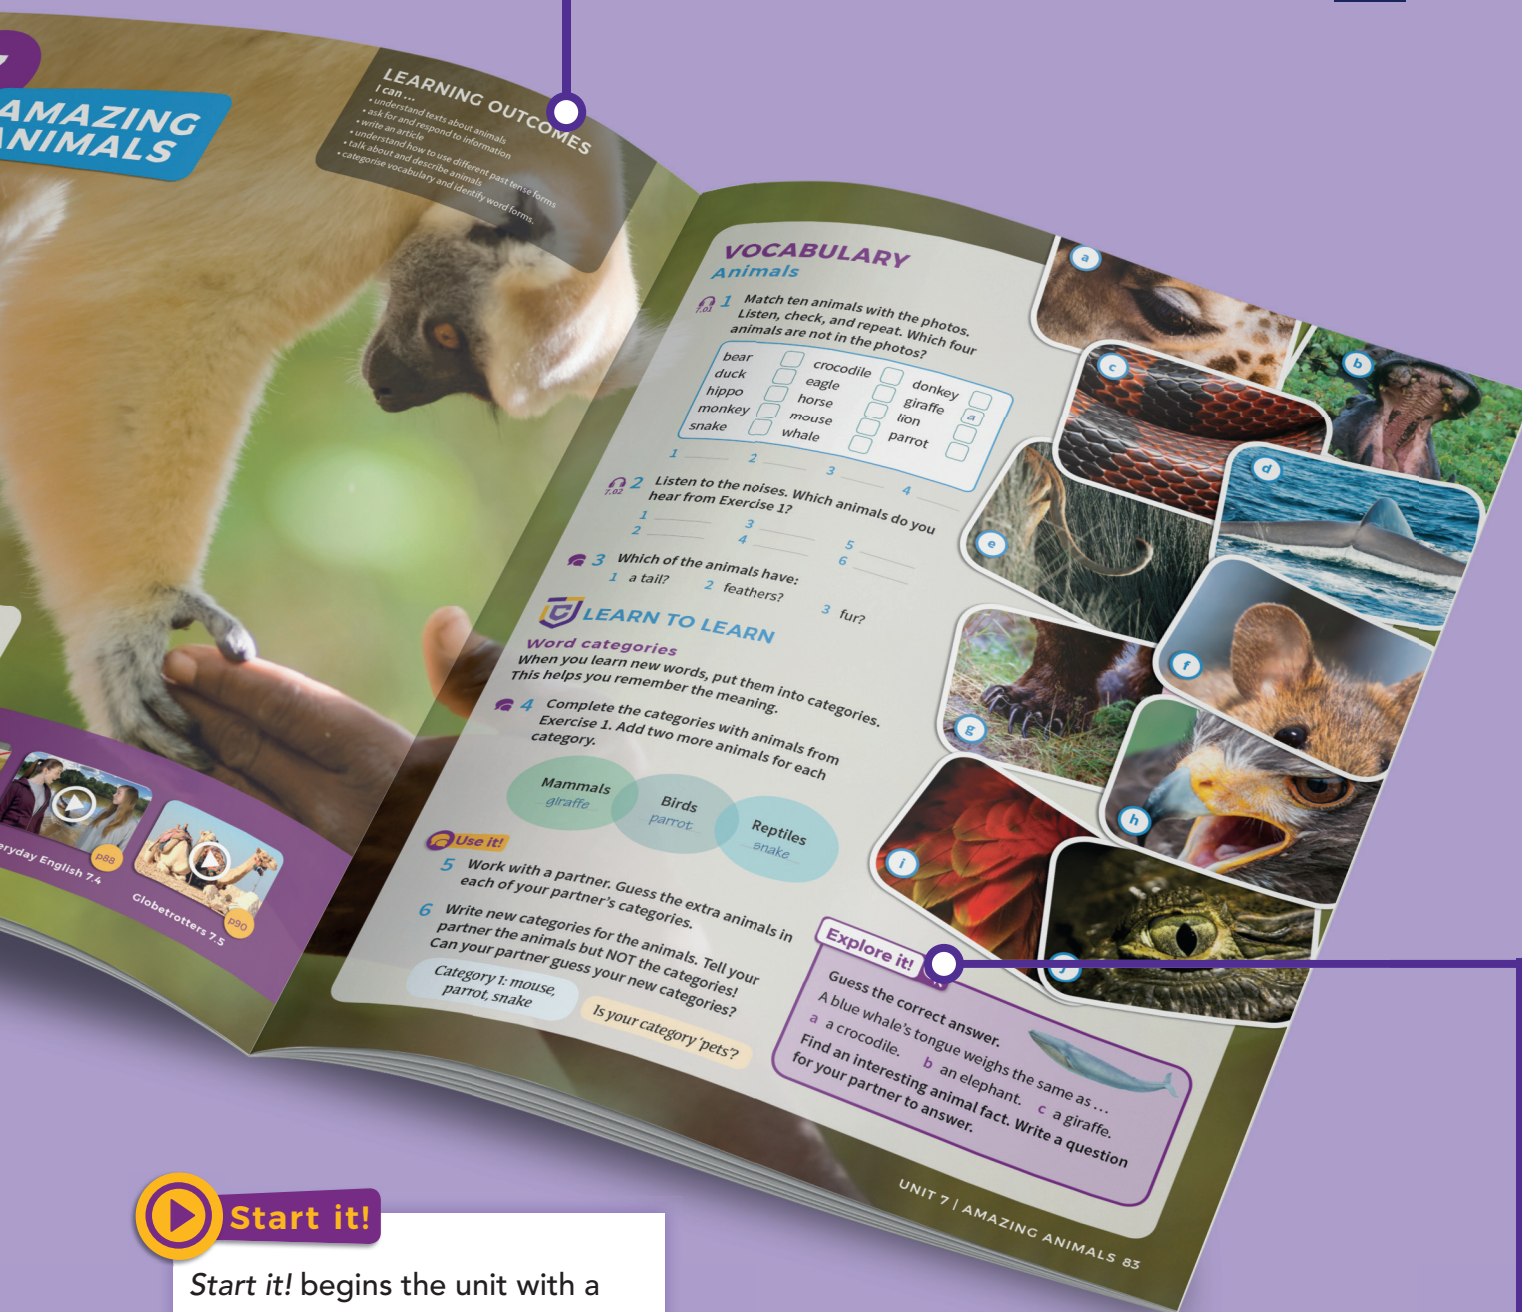 AMAZING
ANIMALS
LEARNING OUTCOMES
I can ...
• understand texts about animals
• ask for and respond to information
• write an article
• understand how to use different past tense forms
• talk about and describe animals
• categorise vocabulary and identify word forms.
eryday English 7.4
p88
Globetrotters 7.5
p90
VOCABULARY
Animals
7.01
1 Match ten animals with the photos.
Listen, check, and repeat. Which four
animals are not in the photos?
bear crocodile donkey
duck eagle giraffe a
hippo horse lion
monkey mouse parrot
snake whale
1 2 3 4
7.02
2 Listen to the noises. Which animals do you
hear from Exercise 1?
1 3 5
2 4 6
3 Which of the animals have:
1 a tail? 2 feathers? 3 fur?
LEARN TO LEARN
Word categories
When you learn new words, put them into categories.
This helps you remember the meaning.
4 Complete the categories with animals from
Exercise 1. Add two more animals for each
category.
Mammals
giraffe
Birds
parrot
Reptiles
snake
Use it!
5 Work with a partner. Guess the extra animals in
each of your partner's categories.
6 Write new categories for the animals. Tell your
partner the animals but NOT the categories!
Can your partner guess your new categories?
Category 1: mouse,
parrot, snake
Is your category 'pets'?
a
b
c
d
e
f
g
h
i
j
Explore it!
Guess the correct answer.
A blue whale's tongue weighs the same as ...
a a crocodile. b an elephant. c a giraffe.
Find an interesting animal fact. Write a question
for your partner to answer.
UNIT 7 | AMAZING ANIMALS 83
Start it!
Start it! begins the unit with a